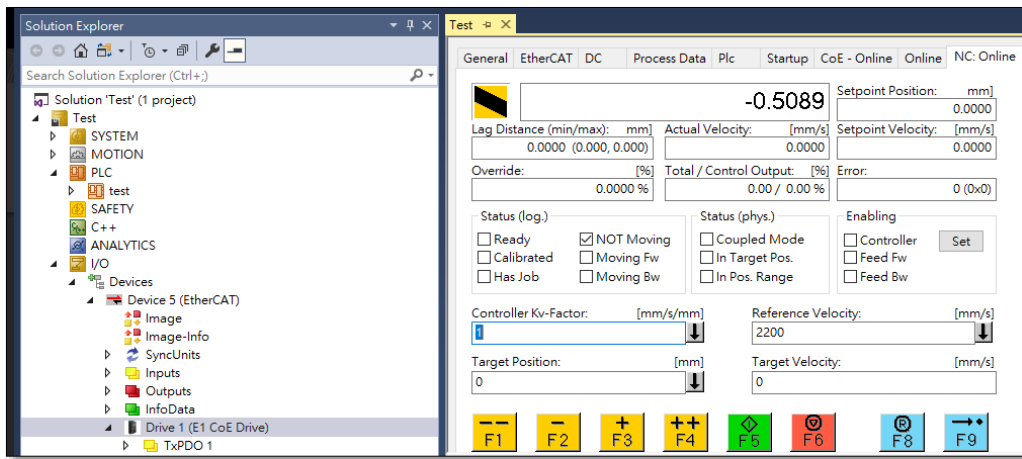 Solution Explorer
Search Solution Explorer (Ctrl+;)
Solution 'Test' (1 project)
Test
SYSTEM
MOTION
PLC
test
SAFETY
C++
ANALYTICS
I/O
Devices
Device 5 (EtherCAT)
Image
Image-Info
SyncUnits
Inputs
Outputs
InfoData
Drive 1 (E1 CoE Drive)
TxPDO 1
Test
General EtherCAT DC Process Data Plc Startup CoE - Online Online NC: Online
-0.5089
Setpoint Position: mm]
0.0000
Lag Distance (min/max): mm] Actual Velocity: [mm/s] Setpoint Velocity: [mm/s]
0.0000 (0.000, 0.000) 0.0000 0.0000
Override: [%] Total / Control Output: [%] Error:
0.0000 % 0.00 / 0.00 % 0 (0x0)
Status (log.) Status (phys.) Enabling
Ready NOT Moving Coupled Mode Controller Set
Calibrated Moving Fw In Target Pos. Feed Fw
Has Job Moving Bw In Pos. Range Feed Bw
Controller Kv-Factor: [mm/s/mm] Reference Velocity: [mm/s]
1 2200
Target Position: [mm] Target Velocity: [mm/s]
0 0
-- - + ++ R
F1 F2 F3 F4 F5 F6 F8 F9